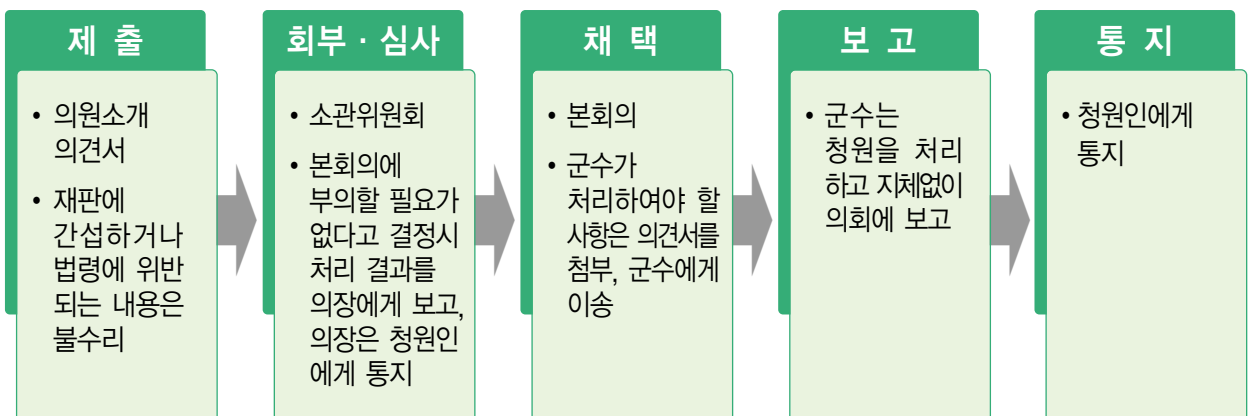 제 출
• 의원소개
의견서
• 재판에
간섭하거나
법령에 위반
되는 내용은
불수리
회부 · 심사
• 소관위원회
• 본회의에
부의할 필요가
없다고 결정시
처리 결과를
의장에게 보고,
의장은 청원인
에게 통지
채 택
• 본회의
• 군수가
처리하여야 할
사항은 의견서를
첨부, 군수에게
이송
보 고
• 군수는
청원을 처리
하고 지체없이
의회에 보고
통 지
• 청원인에게
통지